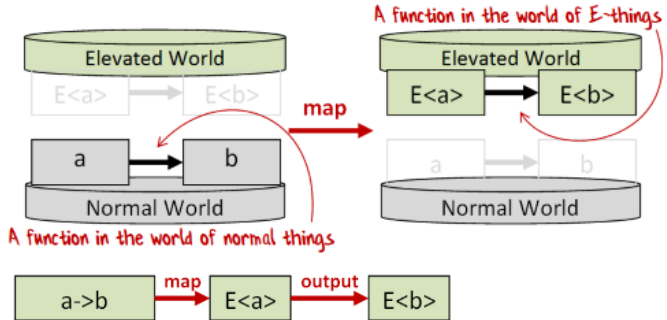 A function in the world of E-things
Elevated World
E<a>
E<b>
map
a
b
Normal World
A function in the world of normal things
Elevated World
E<a>
E<b>
a
b
Normal World
a->b
map
E<a>
output
E<b>